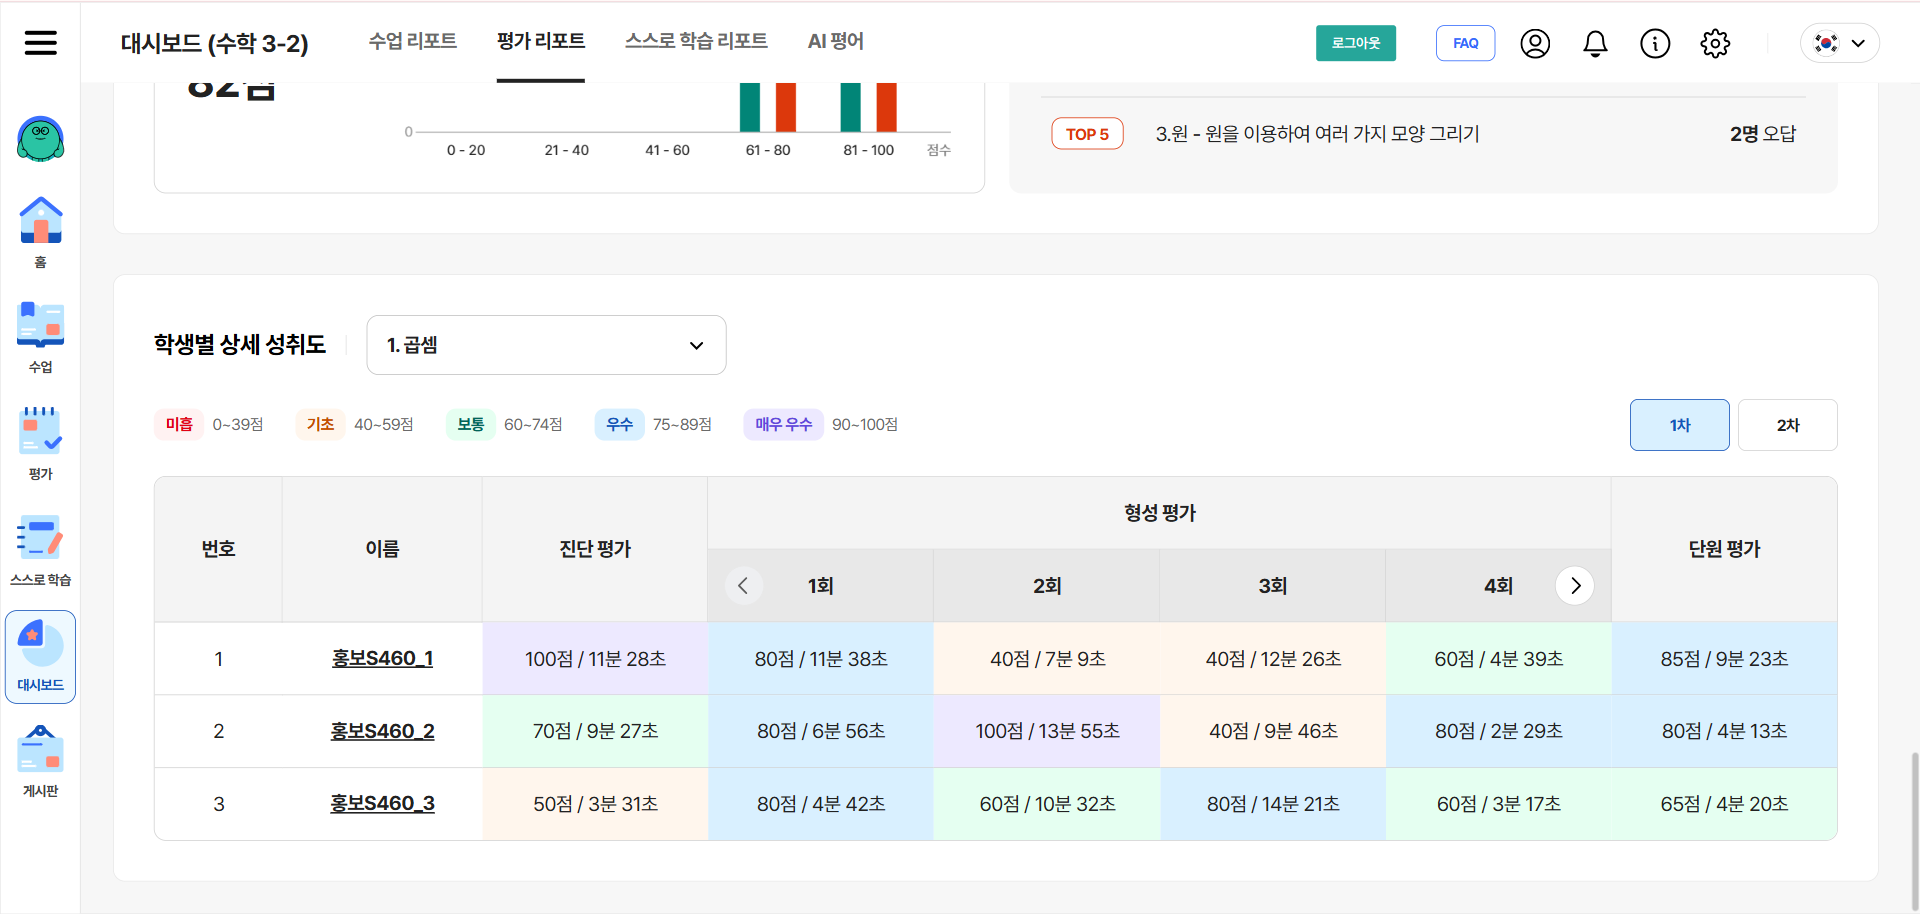 대시보드 (수학 3-2)
수업 리포트
평가 리포트
스스로 학습 리포트
AI 평어
로그아웃
FAQ
홈
수업
평가
스스로 학습
대시보드
게시판
82점
0
0 - 20
21 - 40
41 - 60
61 - 80
81 - 100
점수
TOP 5
3.원 - 원을 이용하여 여러 가지 모양 그리기
2명 오답
학생별 상세 성취도
1. 곱셈
미흡 0~39점
기초 40~59점
보통 60~74점
우수 75~89점
매우 우수 90~100점
1차
2차
번호
이름
진단 평가
형성 평가
단원 평가
1회
2회
3회
4회
1 홍보S460_1 100점 / 11분 28초 80점 / 11분 38초 40점 / 7분 9초 40점 / 12분 26초 60점 / 4분 39초 85점 / 9분 23초
2 홍보S460_2 70점 / 9분 27초 80점 / 6분 56초 100점 / 13분 55초 40점 / 9분 46초 80점 / 2분 29초 80점 / 4분 13초
3 홍보S460_3 50점 / 3분 31초 80점 / 4분 42초 60점 / 10분 32초 80점 / 14분 21초 60점 / 3분 17초 65점 / 4분 20초